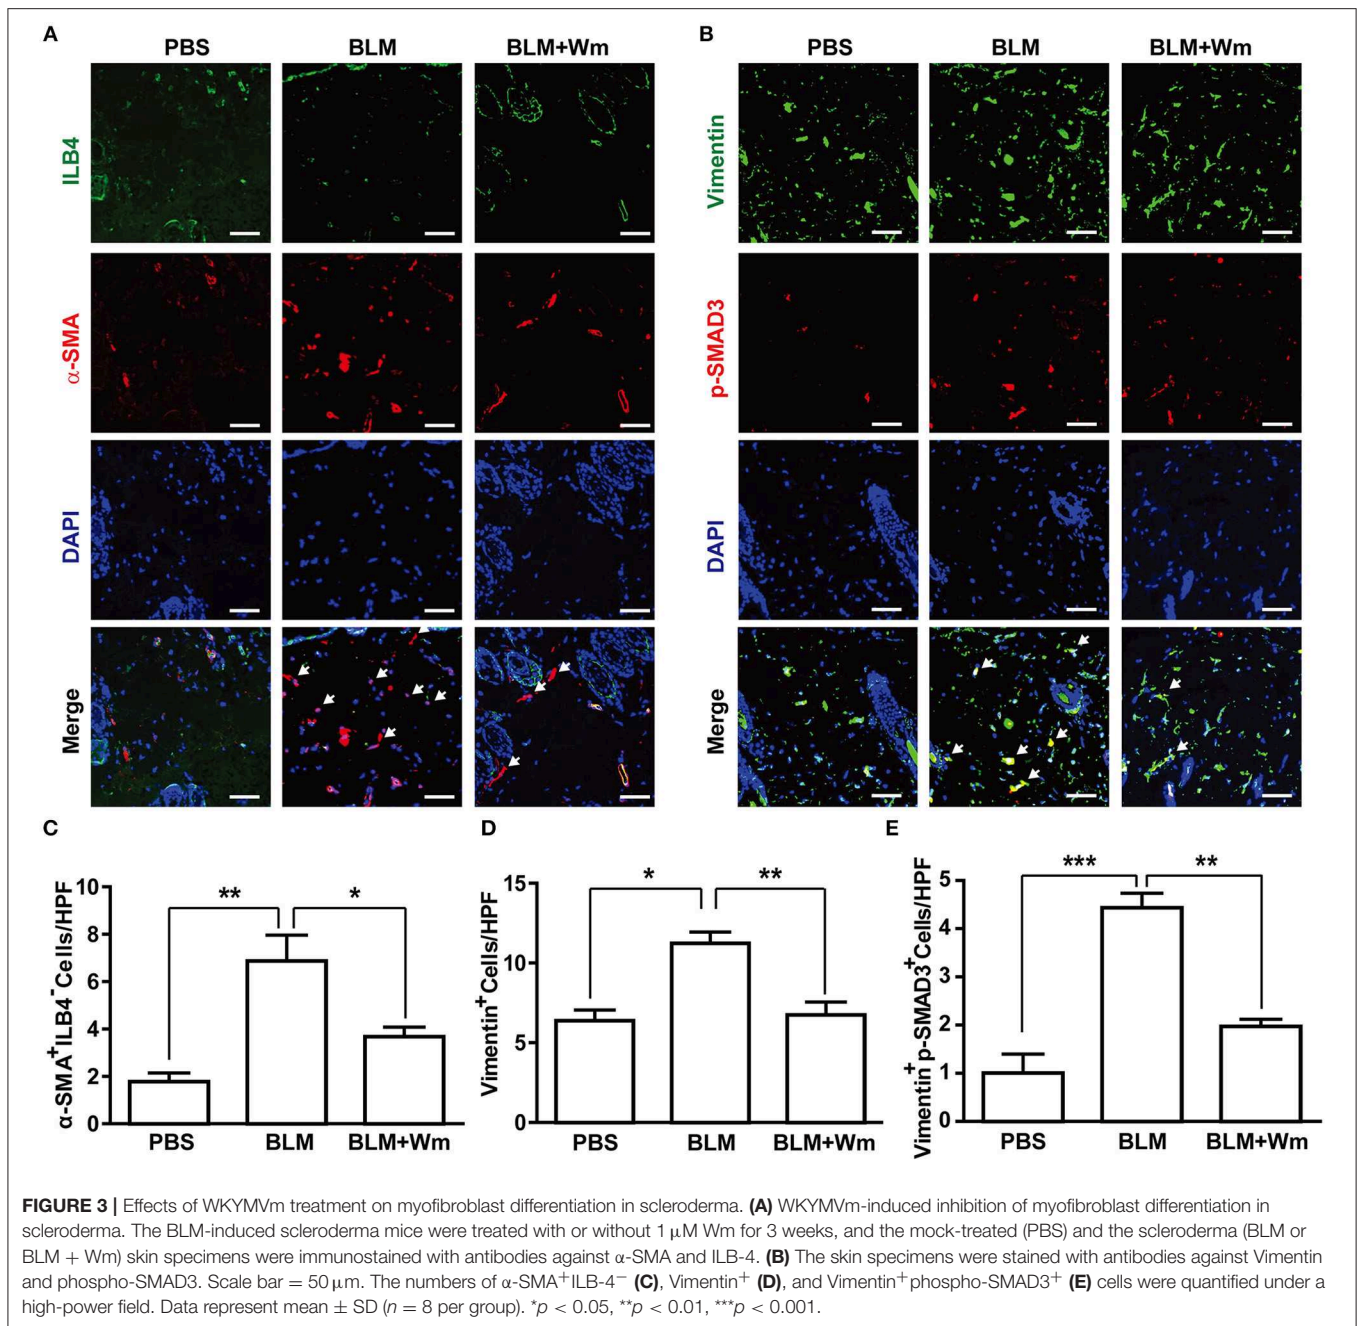 A
PBS BLM BLM+Wm
ILB4
α-SMA
DAPI
Merge
B
PBS BLM BLM+Wm
Vimentin
p-SMAD3
DAPI
Merge
C
α-SMA⁺ILB4⁻Cells/HPF
10
8
6
4
2
0
** *
PBS BLM BLM+Wm
D
Vimentin⁺Cells/HPF
15
10
5
0
* **
PBS BLM BLM+Wm
E
Vimentin⁺p-SMAD3⁺Cells/HPF
5
4
3
2
1
0
*** **
PBS BLM BLM+Wm
FIGURE 3 | Effects of WKYMVm treatment on myofibroblast differentiation in scleroderma. (A) WKYMVm-induced inhibition of myofibroblast differentiation in
scleroderma. The BLM-induced scleroderma mice were treated with or without 1 μM Wm for 3 weeks, and the mock-treated (PBS) and the scleroderma (BLM or
BLM + Wm) skin specimens were immunostained with antibodies against α-SMA and ILB-4. (B) The skin specimens were stained with antibodies against Vimentin
and phospho-SMAD3. Scale bar = 50 μm. The numbers of α-SMA⁺ILB-4⁻ (C), Vimentin⁺ (D), and Vimentin⁺phospho-SMAD3⁺ (E) cells were quantified under a
high-power field. Data represent mean ± SD (n = 8 per group). *p < 0.05, **p < 0.01, ***p < 0.001.